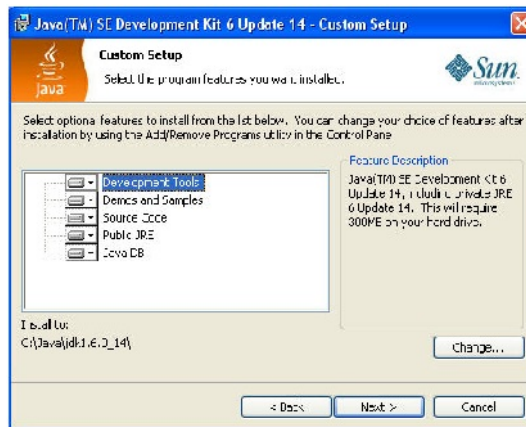 Java(TM) SE Development Kit 6 Update 14 - Custom Setup
Custom Setup
Select the program features you want installed.
Java
Sun
microsystems
Select optional features to install from the list below. You can change your choice of features after
installation by using the Add/Remove Programs utility in the Control Panel
Feature Description
Development Tools
Demos and Samples
Source Code
Public JRE
Java DB
Java(TM) SE Development Kit 6
Update 14, including private JRE
6 Update 14. This will require
300MB on your hard drive.
Install to:
C:\Java\jdk1.6.0_14\
Change...
< Back
Next >
Cancel